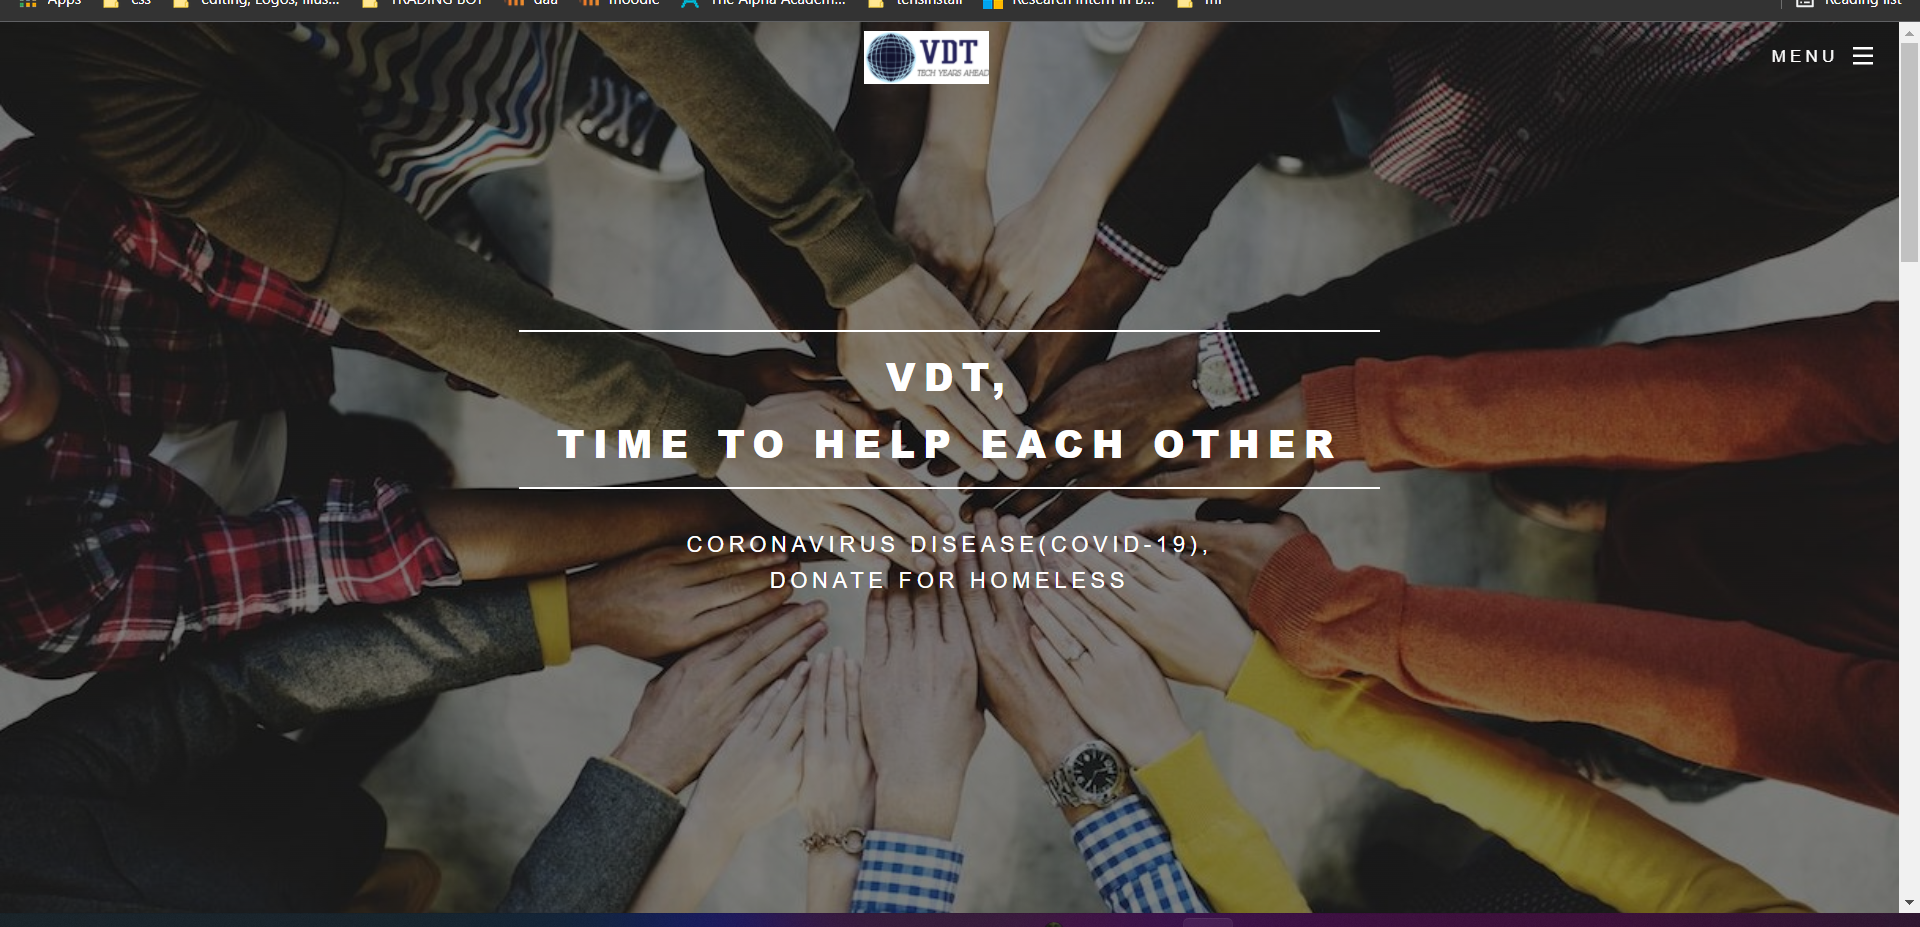 Apps css editing, Logos, Illus... TRADING BOT daa moodle The Alpha Academ... tensinstall Research Intern in B... Reading list
VDT
TECH YEARS AHEAD
MENU
VDT,
TIME TO HELP EACH OTHER
CORONAVIRUS DISEASE(COVID-19),
DONATE FOR HOMELESS